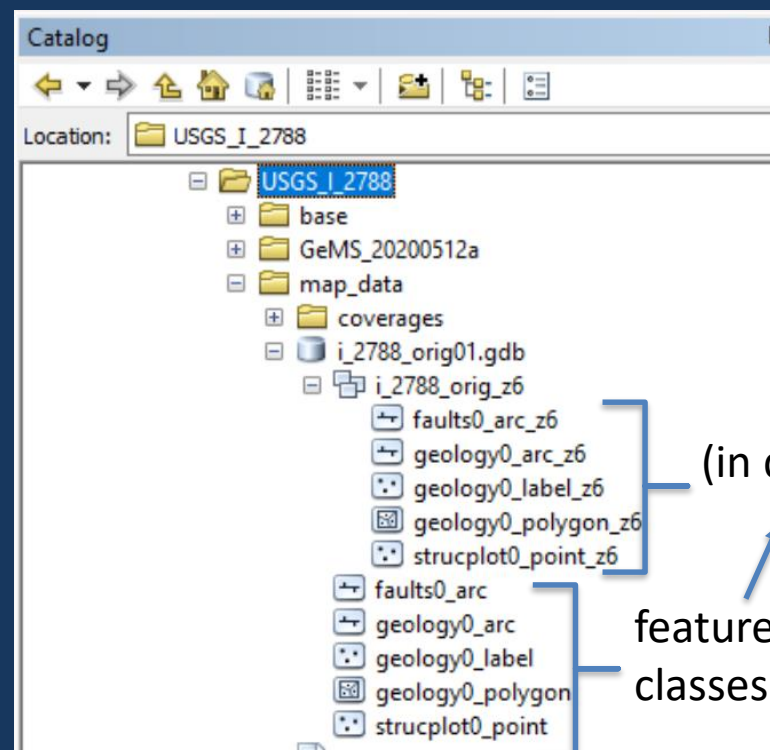 Catalog
Location: USGS_I_2788
USGS_I_2788
base
GeMS_20200512a
map_data
coverages
i_2788_orig01.gdb
i_2788_orig_z6
faults0_arc_z6
geology0_arc_z6
geology0_label_z6
geology0_polygon_z6
strucplot0_point_z6
(in
faults0_arc
geology0_arc
geology0_label
geology0_polygon
strucplot0_point
feature
classes